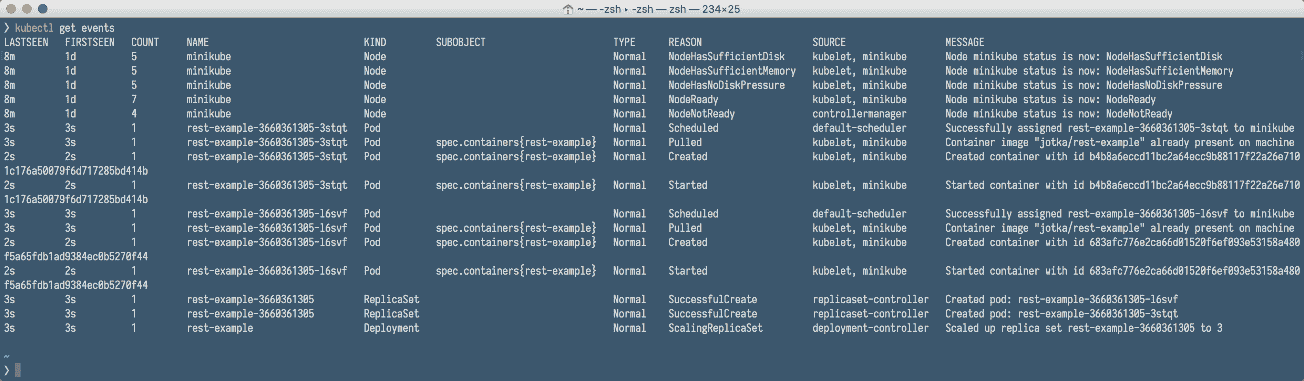 ~ — -zsh ▸ -zsh — zsh — 234×25
❯ kubectl get events
LASTSEEN FIRSTSEEN COUNT NAME KIND SUBOBJECT TYPE REASON SOURCE MESSAGE
8m 1d 5 minikube Node Normal NodeHasSufficientDisk kubelet, minikube Node minikube status is now: NodeHasSufficientDisk
8m 1d 5 minikube Node Normal NodeHasSufficientMemory kubelet, minikube Node minikube status is now: NodeHasSufficientMemory
8m 1d 5 minikube Node Normal NodeHasNoDiskPressure kubelet, minikube Node minikube status is now: NodeHasNoDiskPressure
8m 1d 7 minikube Node Normal NodeReady kubelet, minikube Node minikube status is now: NodeReady
8m 1d 4 minikube Node Normal NodeNotReady controllermanager Node minikube status is now: NodeNotReady
3s 3s 1 rest-example-3660361305-3stqt Pod Normal Scheduled default-scheduler Successfully assigned rest-example-3660361305-3stqt to minikube
3s 3s 1 rest-example-3660361305-3stqt Pod spec.containers{rest-example} Normal Pulled kubelet, minikube Container image "jotka/rest-example" already present on machine
2s 2s 1 rest-example-3660361305-3stqt Pod spec.containers{rest-example} Normal Created kubelet, minikube Created container with id b4b8a6eccd11bc2a64ecc9b88117f22a26e710
1c176a50079f6d717285bd414b
2s 2s 1 rest-example-3660361305-3stqt Pod spec.containers{rest-example} Normal Started kubelet, minikube Started container with id b4b8a6eccd11bc2a64ecc9b88117f22a26e710
1c176a50079f6d717285bd414b
3s 3s 1 rest-example-3660361305-l6svf Pod Normal Scheduled default-scheduler Successfully assigned rest-example-3660361305-l6svf to minikube
3s 3s 1 rest-example-3660361305-l6svf Pod spec.containers{rest-example} Normal Pulled kubelet, minikube Container image "jotka/rest-example" already present on machine
2s 2s 1 rest-example-3660361305-l6svf Pod spec.containers{rest-example} Normal Created kubelet, minikube Created container with id 683afc776e2ca66d01520f6ef093e53158a480
f5a65fdb1ad9384ec0b5270f44
2s 2s 1 rest-example-3660361305-l6svf Pod spec.containers{rest-example} Normal Started kubelet, minikube Started container with id 683afc776e2ca66d01520f6ef093e53158a480
f5a65fdb1ad9384ec0b5270f44
3s 3s 1 rest-example-3660361305 ReplicaSet Normal SuccessfulCreate replicaset-controller Created pod: rest-example-3660361305-l6svf
3s 3s 1 rest-example-3660361305 ReplicaSet Normal SuccessfulCreate replicaset-controller Created pod: rest-example-3660361305-3stqt
3s 3s 1 rest-example Deployment Normal ScalingReplicaSet deployment-controller Scaled up replica set rest-example-3660361305 to 3
~
❯